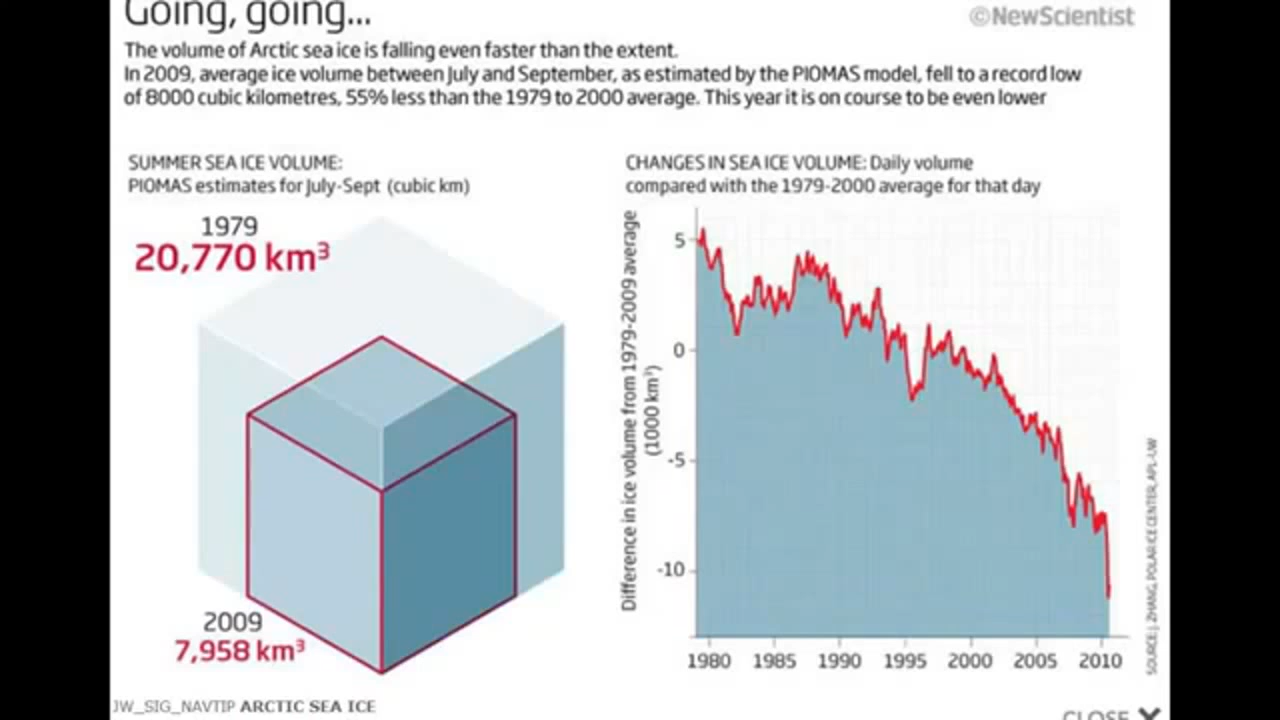 Going, going...
©NewScientist
The volume of Arctic sea ice is falling even faster than the extent.
In 2009, average ice volume between July and September, as estimated by the PIOMAS model, fell to a record low
of 8000 cubic kilometres, 55% less than the 1979 to 2000 average. This year it is on course to be even lower
SUMMER SEA ICE VOLUME:
PIOMAS estimates for July-Sept (cubic km)
1979
20,770 km³
2009
7,958 km³
CHANGES IN SEA ICE VOLUME: Daily volume
compared with the 1979-2000 average for that day
Difference in ice volume from 1979-2009 average
(1000 km³)
5
0
-5
-10
1980 1985 1990 1995 2000 2005 2010
SOURCE: J. ZHANG, POLAR ICE CENTER, APL-UW
JW_SIG_NAVTIP ARCTIC SEA ICE
CLOSE X